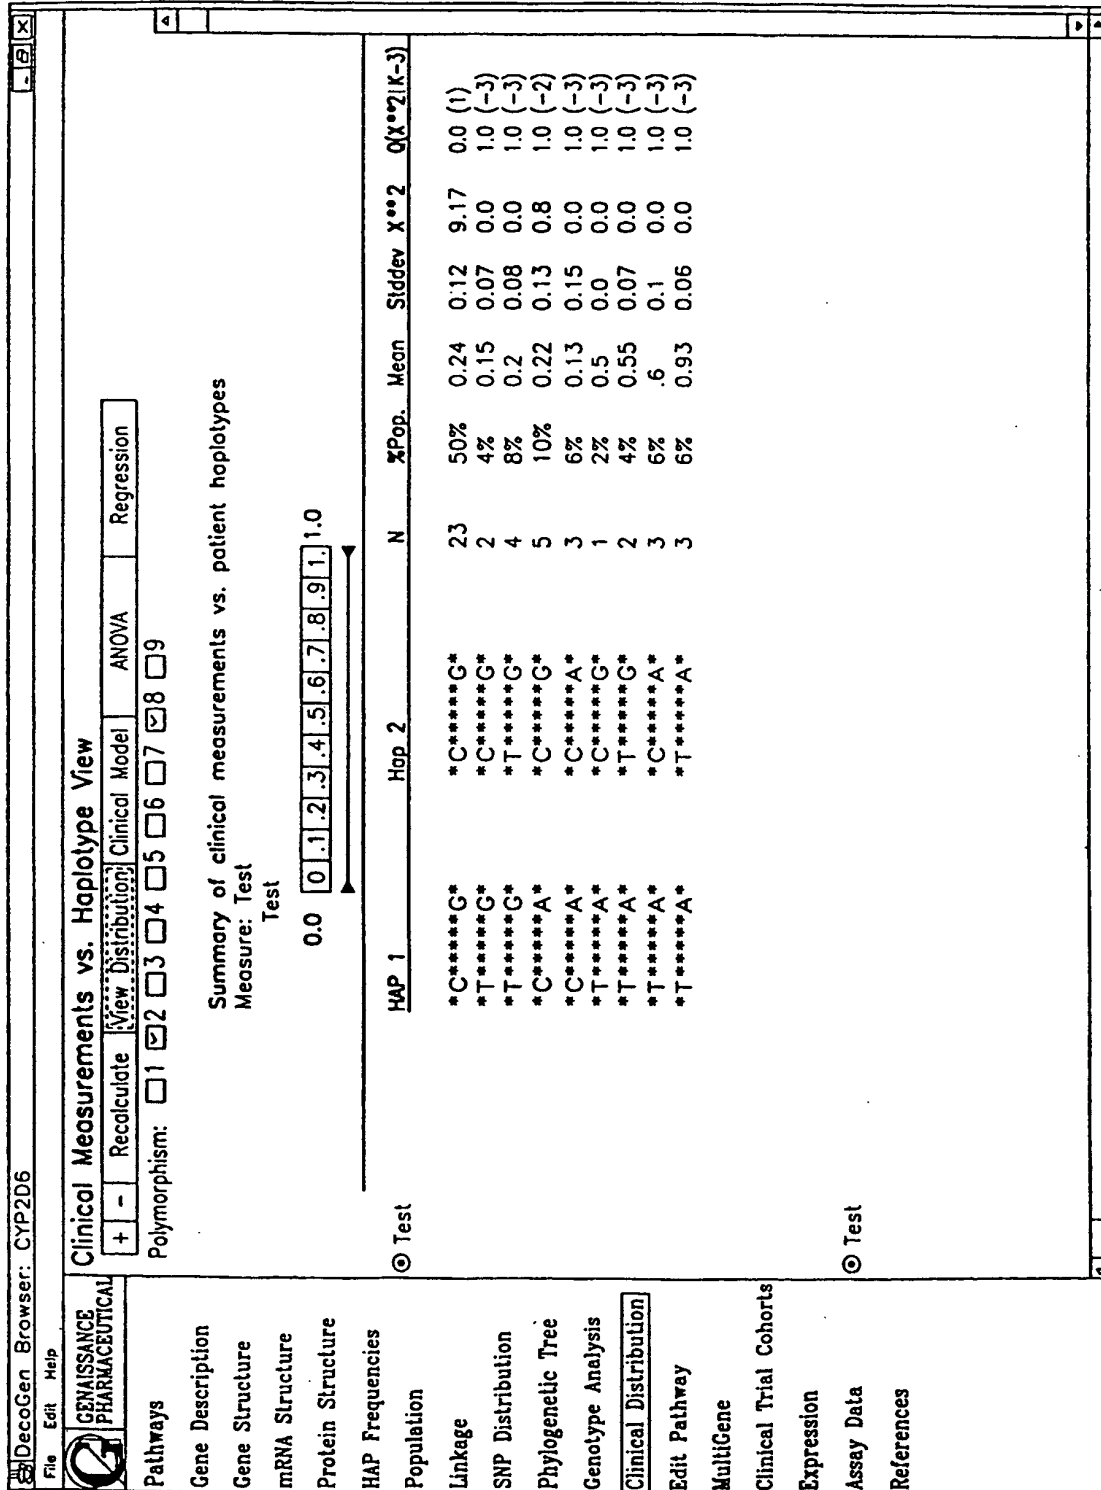 DecoGen Browser: CYP2D6
File Edit Help
GENAISSANCE
PHARMACEUTICAL
Pathways
Gene Description
Gene Structure
mRNA Structure
Protein Structure
HAP Frequencies
Population
Linkage
SNP Distribution
Phylogenetic Tree
Genotype Analysis
Clinical Distribution
Edit Pathway
MultiGene
Clinical Trial Cohorts
Expression
Assay Data
References
Clinical Measurements vs. Haplotype View
+ - Recalculate View Distribution Clinical Model ANOVA Regression
Polymorphism: 1 2 3 4 5 6 7 8 9
Summary of clinical measurements vs. patient haplotypes
Measure: Test
Test
0.0 0 .1 .2 .3 .4 .5 .6 .7 .8 .9 1. 1.0
Test
HAP 1 Hap 2 N %Pop. Mean Stddev X**2 Q(X**2|K-3)
*C*****G* *C*****G* 23 50% 0.24 0.12 9.17 0.0 (1)
*T*****G* *C*****G* 2 4% 0.15 0.07 0.0 1.0 (-3)
*T*****G* *T*****G* 4 8% 0.2 0.08 0.0 1.0 (-3)
*C*****A* *C*****G* 5 10% 0.22 0.13 0.8 1.0 (-2)
*C*****A* *C*****A* 3 6% 0.13 0.15 0.0 1.0 (-3)
*T*****A* *C*****G* 1 2% 0.5 0.0 0.0 1.0 (-3)
*T*****A* *T*****G* 2 4% 0.55 0.07 0.0 1.0 (-3)
*T*****A* *C*****A* 3 6% .6 0.1 0.0 1.0 (-3)
*T*****A* *T*****A* 3 6% 0.93 0.06 0.0 1.0 (-3)
Test